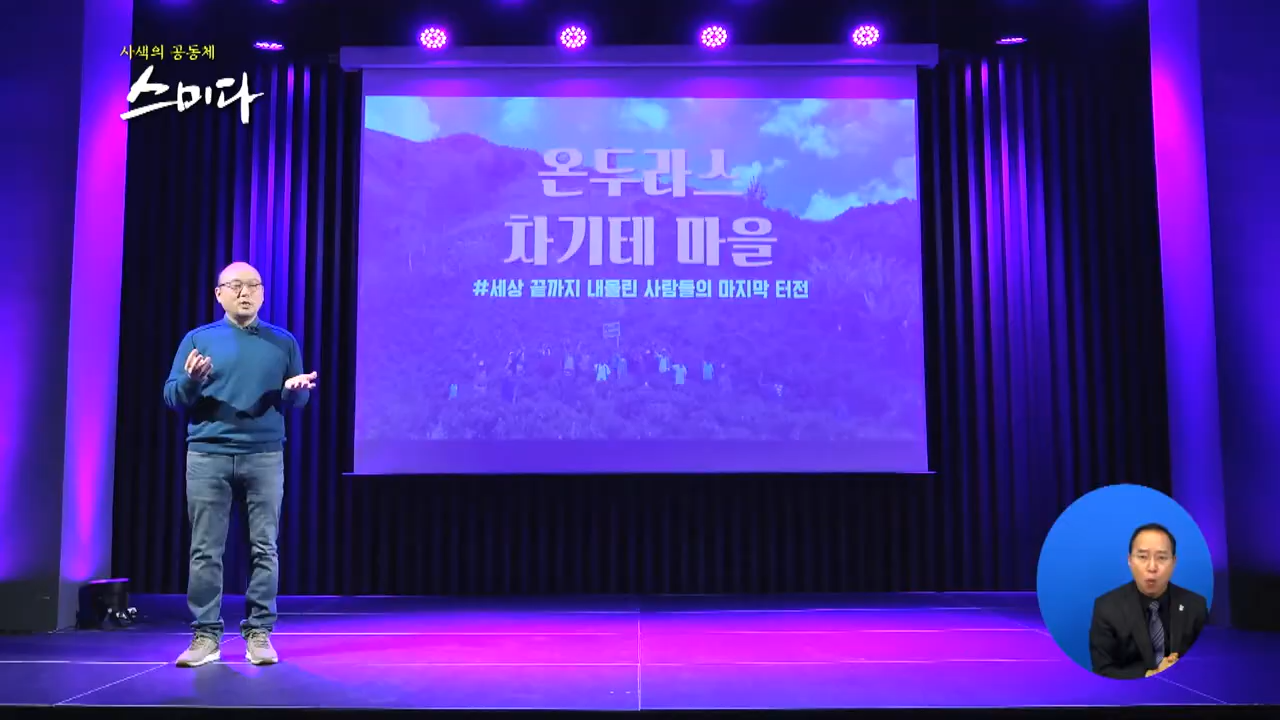 사색의 공동체
스미다
온두라스
차기테 마을
#세상 끝까지 내몰린 사람들의 마지막 터전